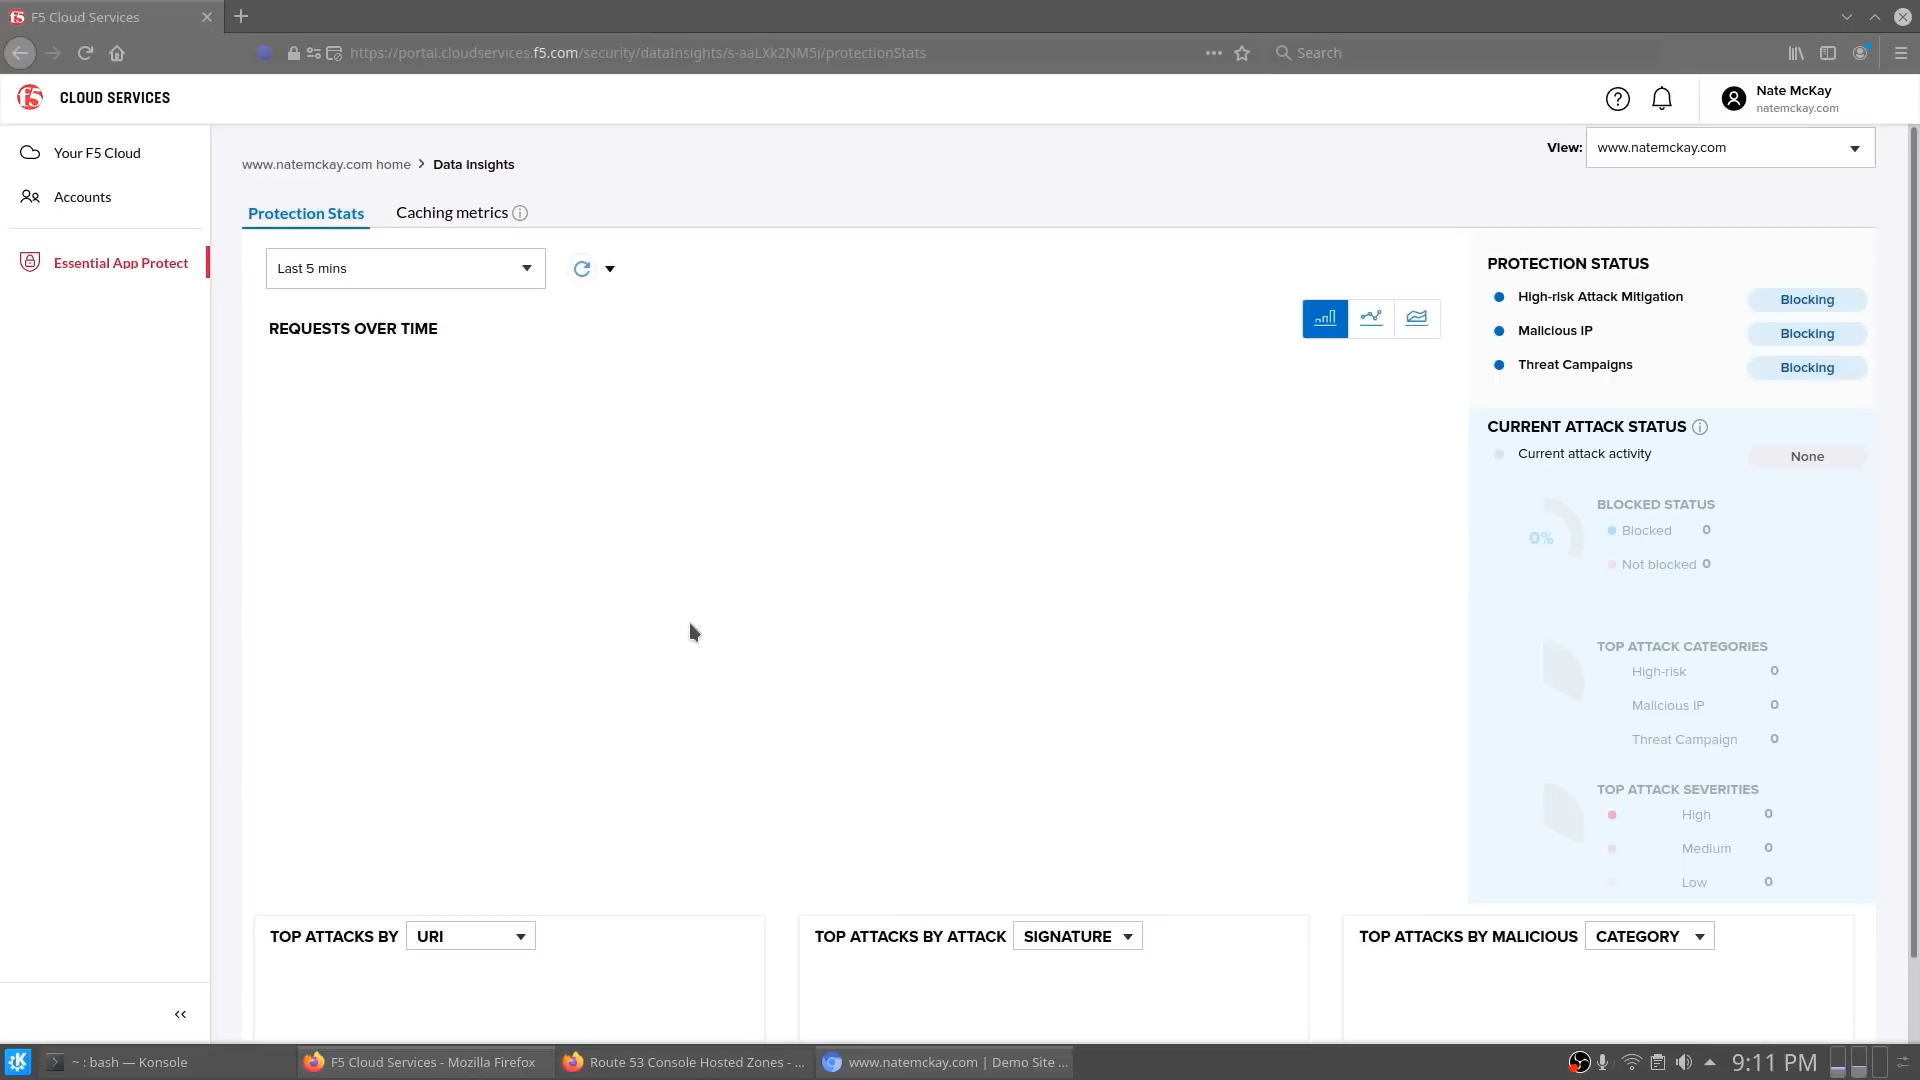 F5 Cloud Services
https://portal.cloudservices.f5.com/security/dataInsights/s-aaLXk2NM5i/protectionStats
Search
f5 CLOUD SERVICES
Nate McKay
natemckay.com
Your F5 Cloud
Accounts
Essential App Protect
www.natemckay.com home > Data Insights
View: www.natemckay.com
Protection Stats
Caching metrics
Last 5 mins
REQUESTS OVER TIME
PROTECTION STATUS
High-risk Attack Mitigation Blocking
Malicious IP Blocking
Threat Campaigns Blocking
CURRENT ATTACK STATUS
Current attack activity None
0%
BLOCKED STATUS
Blocked 0
Not blocked 0
TOP ATTACK CATEGORIES
High-risk 0
Malicious IP 0
Threat Campaign 0
TOP ATTACK SEVERITIES
High 0
Medium 0
Low 0
TOP ATTACKS BY URI
TOP ATTACKS BY ATTACK SIGNATURE
TOP ATTACKS BY MALICIOUS CATEGORY
<<
~ : bash — Konsole
F5 Cloud Services - Mozilla Firefox
Route 53 Console Hosted Zones - ...
www.natemckay.com | Demo Site ...
9:11 PM